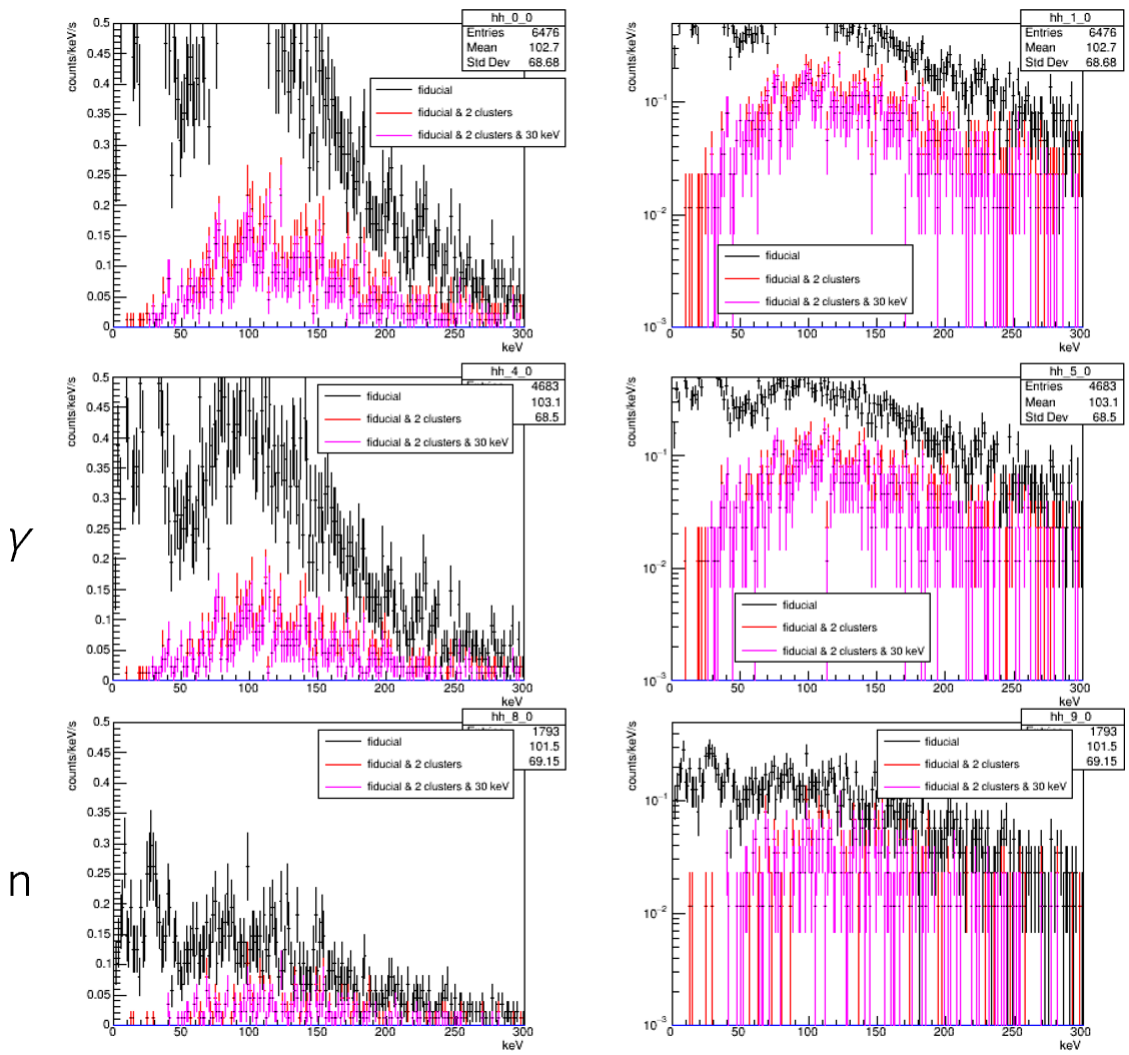 hh_0_0
Entries 6476
Mean 102.7
Std Dev 68.68
counts/keV/s
0.5
0.45
0.4
0.35
0.3
0.25
0.2
0.15
0.1
0.05
0
fiducial
fiducial & 2 clusters
fiducial & 2 clusters & 30 keV
0 50 100 150 200 250 300
keV
hh_1_0
Entries 6476
Mean 102.7
Std Dev 68.68
counts/keV/s
10⁻¹
10⁻²
10⁻³
fiducial
fiducial & 2 clusters
fiducial & 2 clusters & 30 keV
0 50 100 150 200 250 300
keV
γ
hh_4_0
4683
103.1
68.5
counts/keV/s
0.5
0.45
0.4
0.35
0.3
0.25
0.2
0.15
0.1
0.05
0
fiducial
fiducial & 2 clusters
fiducial & 2 clusters & 30 keV
0 50 100 150 200 250 300
keV
hh_5_0
Entries 4683
Mean 103.1
Std Dev 68.5
counts/keV/s
10⁻¹
10⁻²
10⁻³
fiducial
fiducial & 2 clusters
fiducial & 2 clusters & 30 keV
0 50 100 150 200 250 300
keV
n
hh_8_0
1793
101.5
69.15
counts/keV/s
0.5
0.45
0.4
0.35
0.3
0.25
0.2
0.15
0.1
0.05
0
fiducial
fiducial & 2 clusters
fiducial & 2 clusters & 30 keV
0 50 100 150 200 250 300
keV
hh_9_0
1793
101.5
69.15
counts/keV/s
10⁻¹
10⁻²
10⁻³
fiducial
fiducial & 2 clusters
fiducial & 2 clusters & 30 keV
0 50 100 150 200 250 300
keV